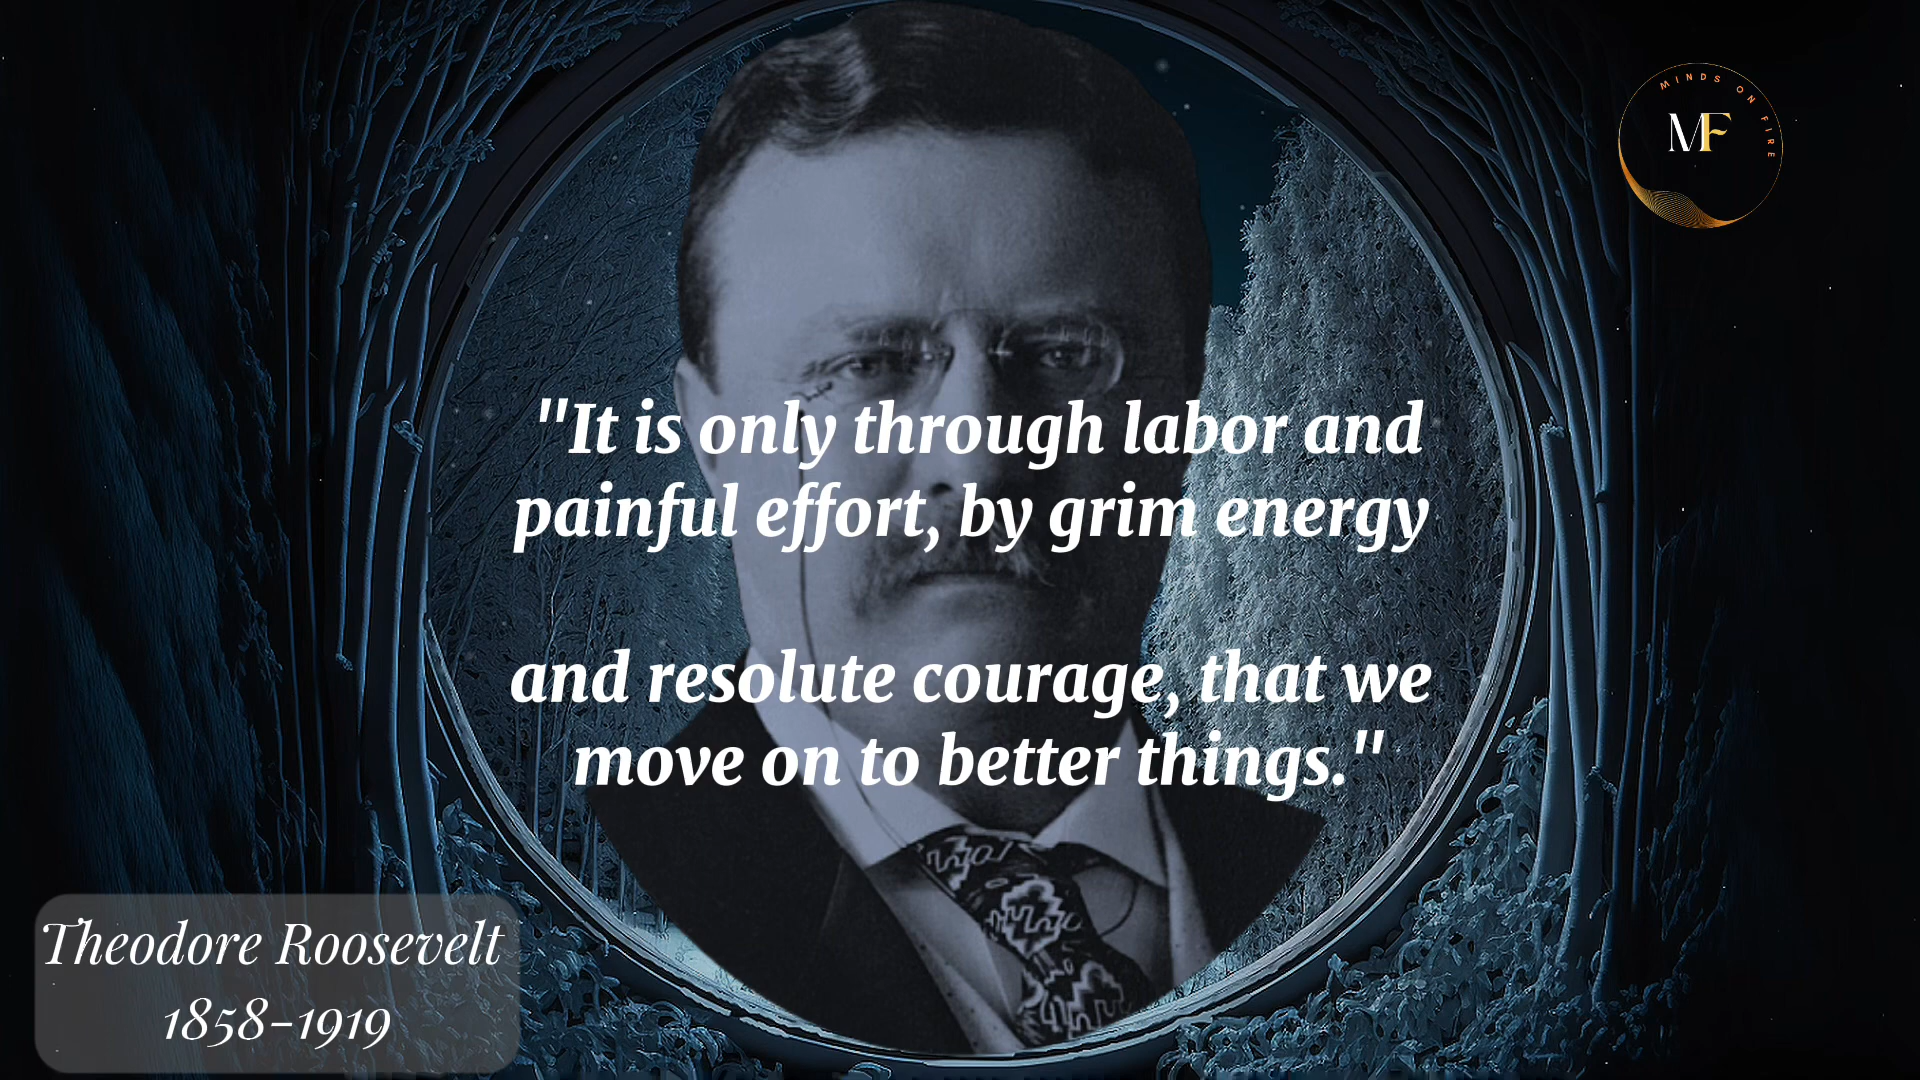 MINDS ON FIRE
MF
"It is only through labor and
painful effort, by grim energy
and resolute courage, that we
move on to better things."
Theodore Roosevelt
1858-1919